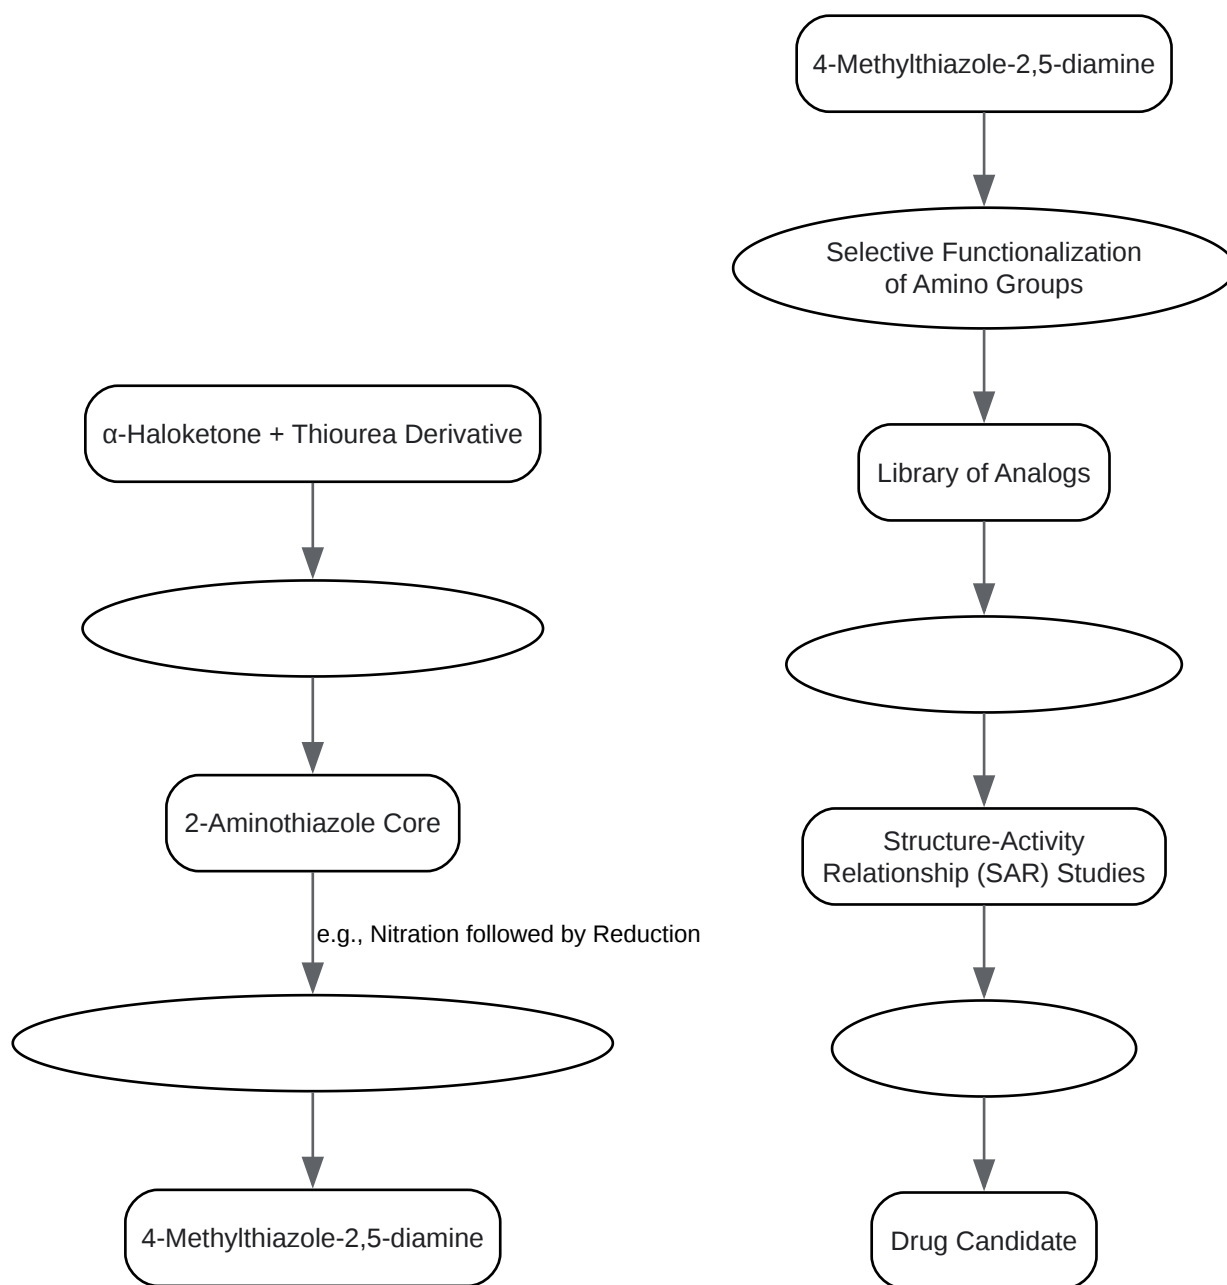 α-Haloketone + Thiourea Derivative
2-Aminothiazole Core
e.g., Nitration followed by Reduction
4-Methylthiazole-2,5-diamine
4-Methylthiazole-2,5-diamine
Selective Functionalization
of Amino Groups
Library of Analogs
Structure-Activity
Relationship (SAR) Studies
Drug Candidate